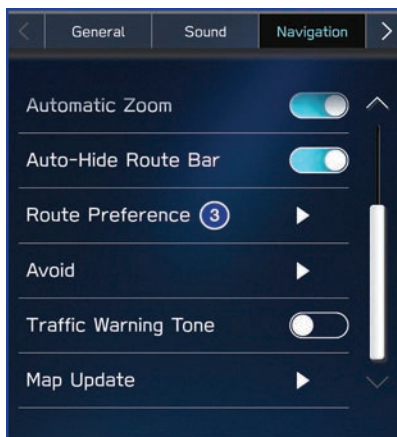 General Sound Navigation
Automatic Zoom
Auto-Hide Route Bar
Route Preference 3
Avoid
Traffic Warning Tone
Map Update